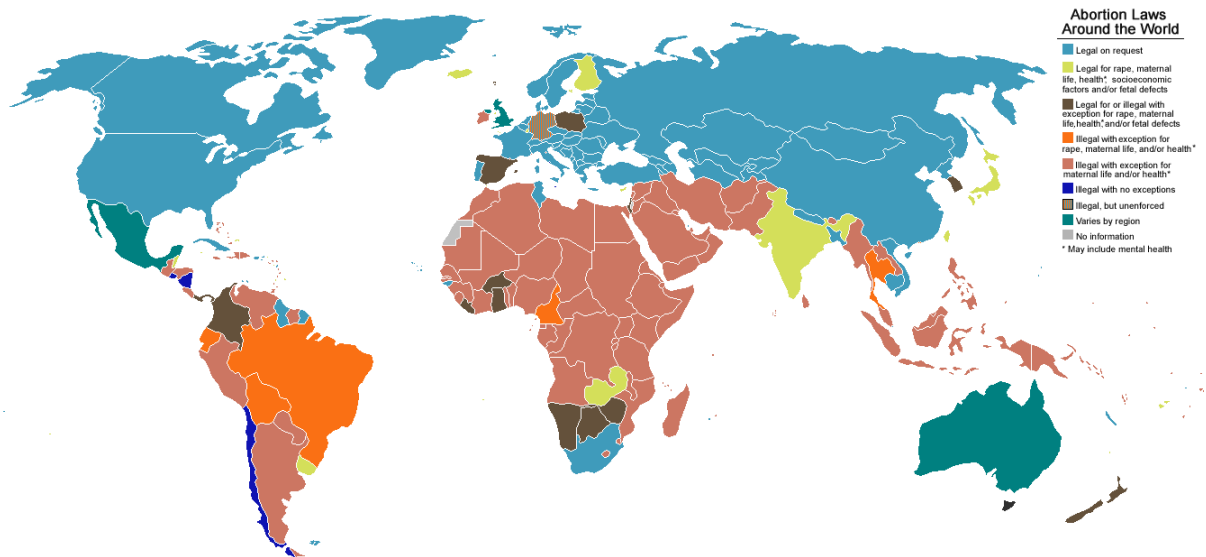 Abortion Laws
Around the World
Legal on request
Legal for rape, maternal
life, health*, socioeconomic
factors and/or fetal defects
Legal for or illegal with
exception for rape, maternal
life,health,*and/or fetal defects
Illegal with exception for
rape, maternal life, and/or health*
Illegal with exception for
maternal life and/or health*
Illegal with no exceptions
Illegal, but unenforced
Varies by region
No information
* May include mental health